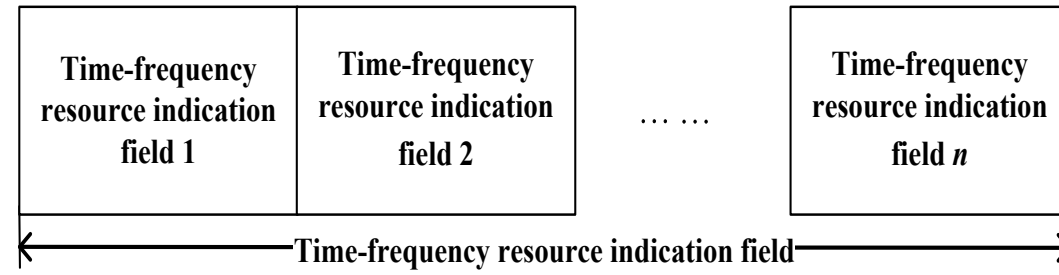 Time-frequency
resource indication
field 1
Time-frequency
resource indication
field 2
... ...
Time-frequency
resource indication
field n
Time-frequency resource indication field